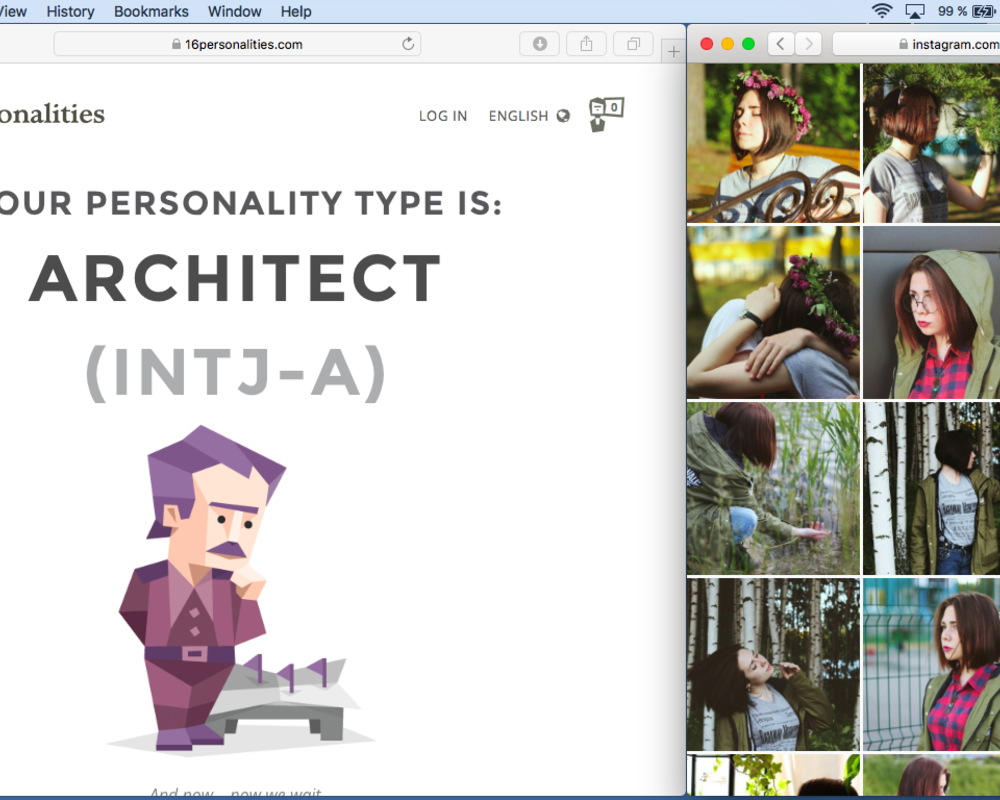 View History Bookmarks Window Help 99 %
16personalities.com
instagram.com
onalities
LOG IN ENGLISH
0
OUR PERSONALITY TYPE IS:
ARCHITECT
(INTJ-A)
And now... now we wait